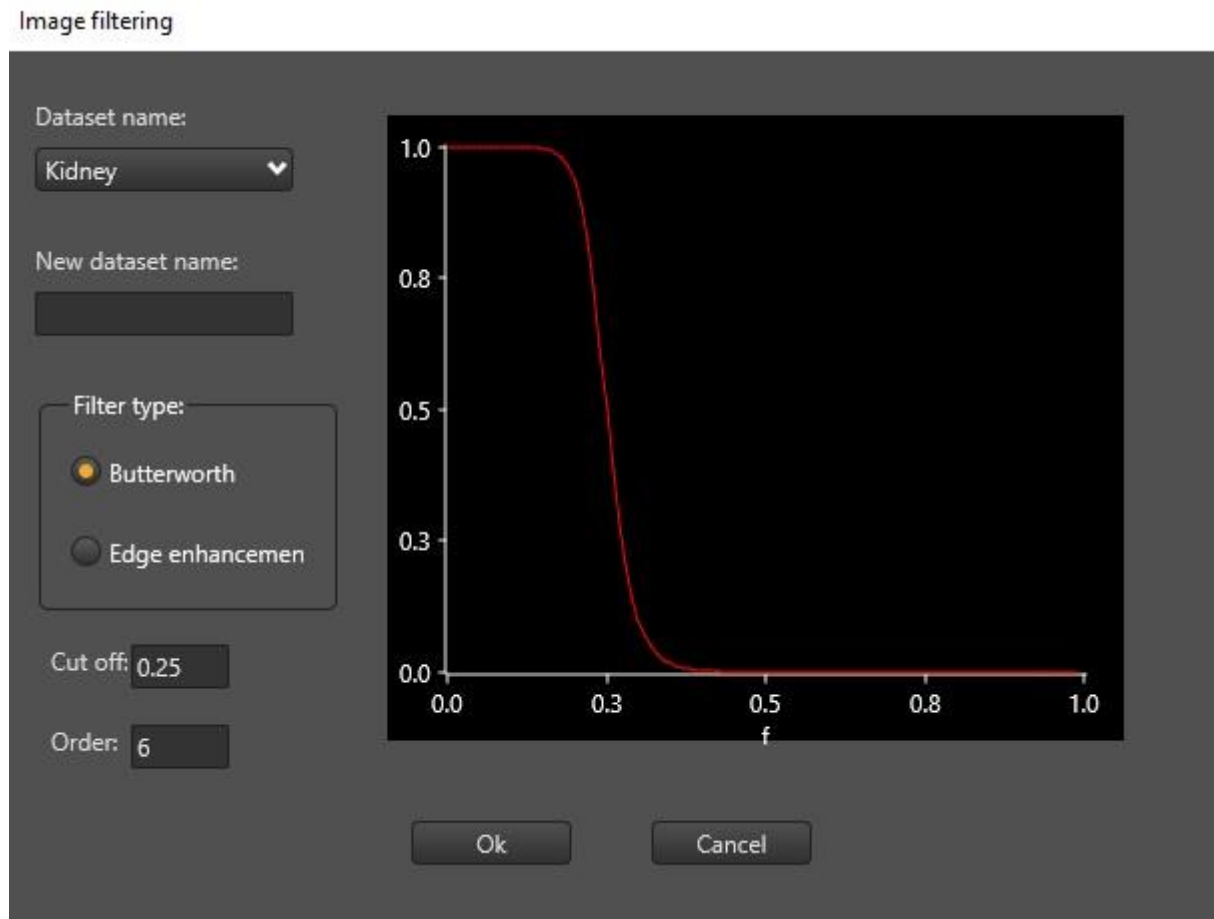 Image filtering
Dataset name:
Kidney
New dataset name:
Filter type:
Butterworth
Edge enhancemen
Cut off: 0.25
Order: 6
1.0
0.8
0.5
0.3
0.0
0.0 0.3 0.5 0.8 1.0
f
Ok Cancel